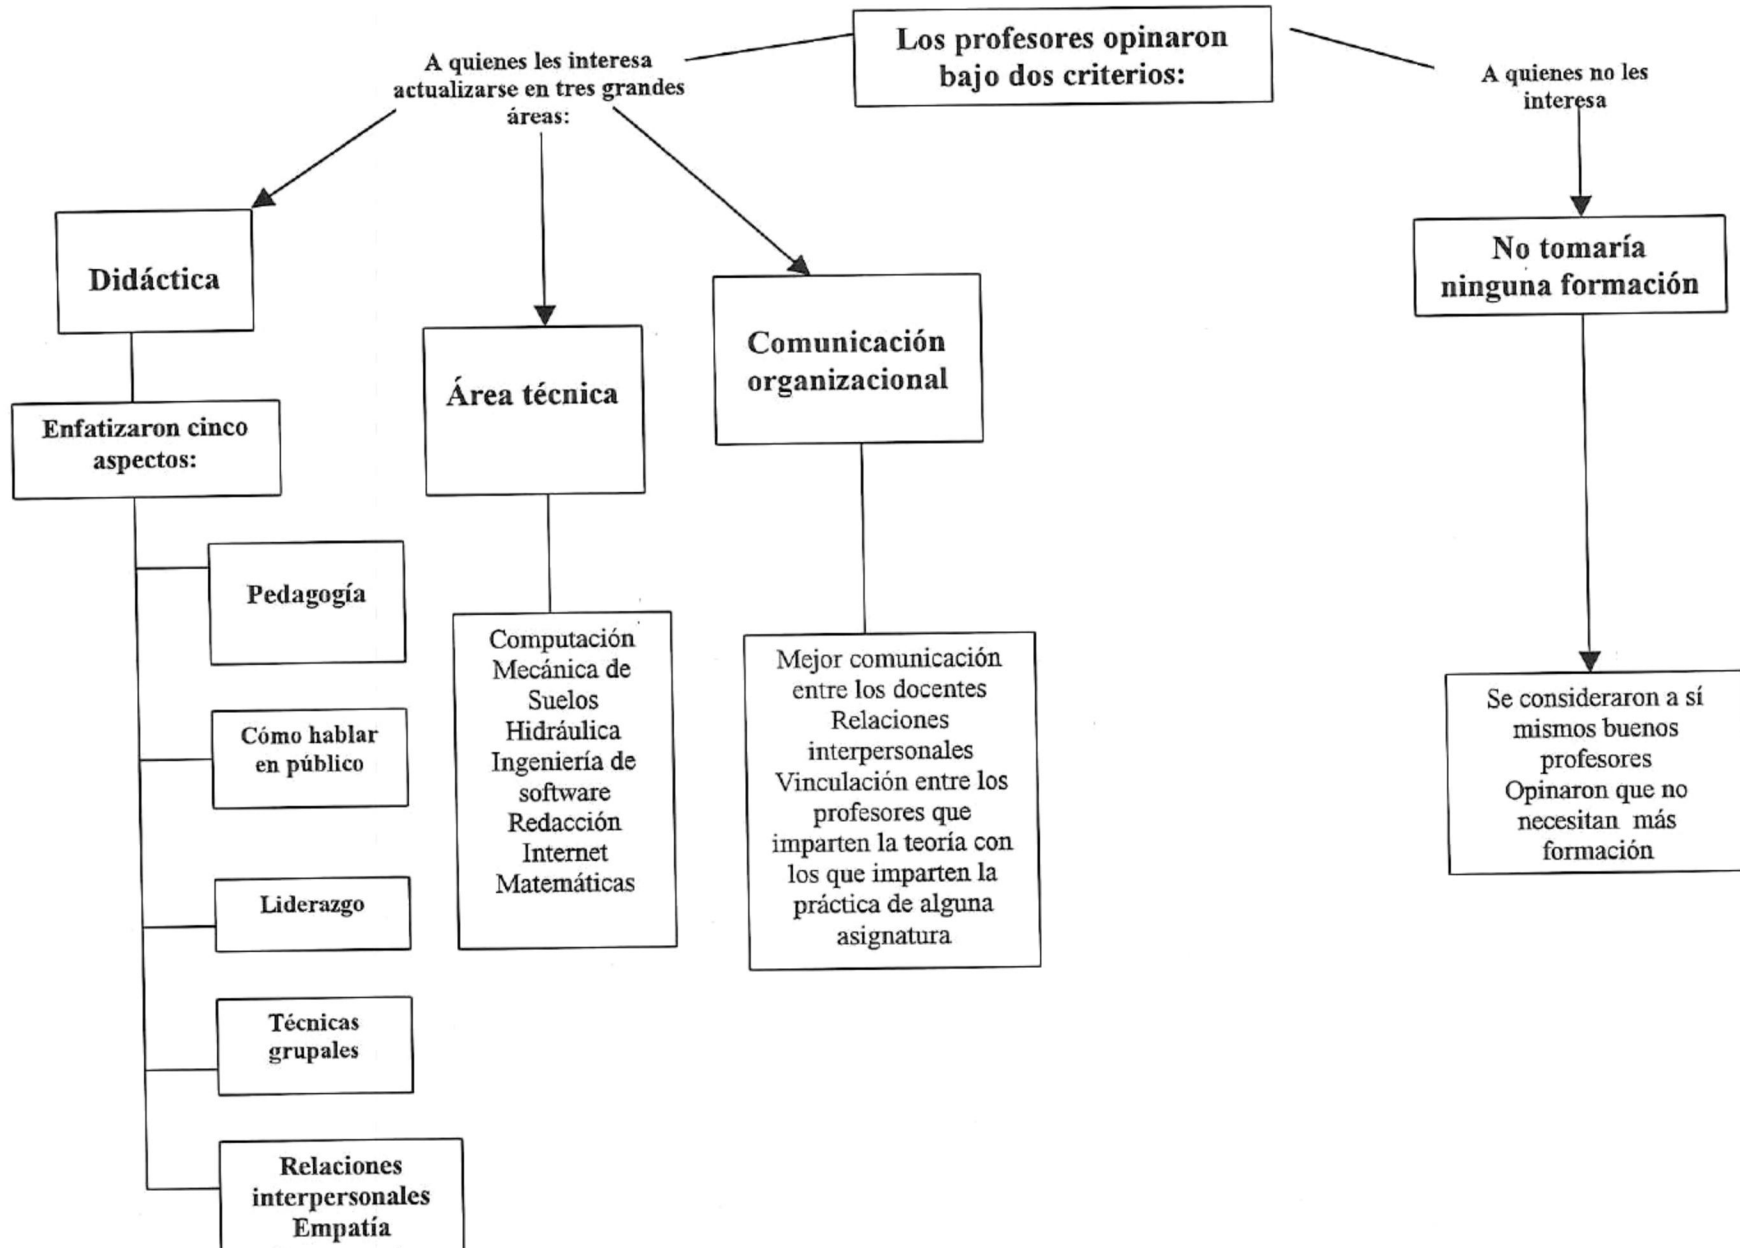 Los profesores opinaron
bajo dos criterios:
A quienes les interesa
actualizarse en tres grandes
áreas:
A quienes no les
interesa
Didáctica
Enfatizaron cinco
aspectos:
Pedagogía
Cómo hablar
en público
Liderazgo
Técnicas
grupales
Relaciones
interpersonales
Empatía
Área técnica
Computación
Mecánica de
Suelos
Hidráulica
Ingeniería de
software
Redacción
Internet
Matemáticas
Comunicación
organizacional
Mejor comunicación
entre los docentes
Relaciones
interpersonales
Vinculación entre los
profesores que
imparten la teoría con
los que imparten la
práctica de alguna
asignatura
No tomaría
ninguna formación
Se consideraron a sí
mismos buenos
profesores
Opinaron que no
necesitan más
formación